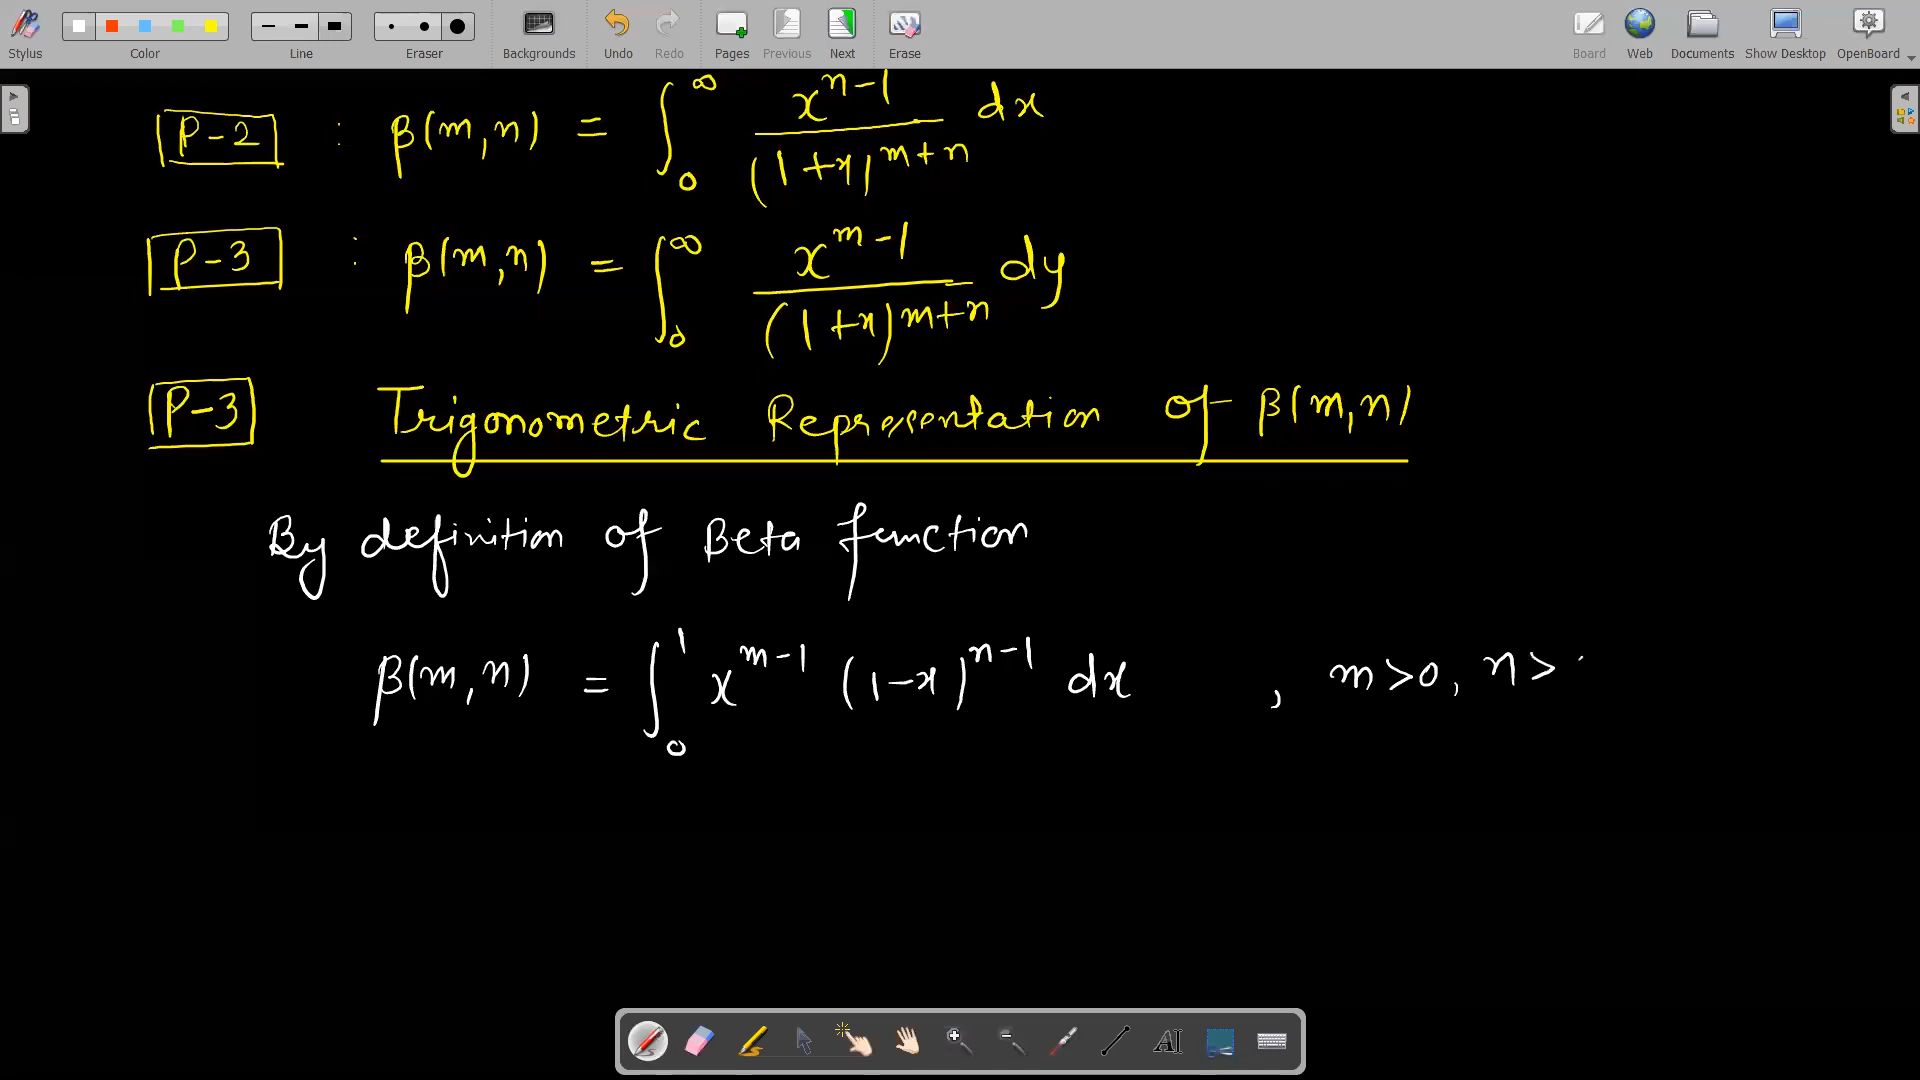 Stylus Color Line Eraser Backgrounds Undo Redo Pages Previous Next Erase Board Web Documents Show Desktop OpenBoard
P-2 : β(m,n) = ∫₀^∞ x^(n-1) / (1+x)^(m+n) dx
P-3 : β(m,n) = ∫₀^∞ x^(m-1) / (1+x)^(m+n) dy
P-3 Trigonometric Representation of β(m,n)
By definition of Beta function
β(m,n) = ∫₀^1 x^(m-1) (1-x)^(n-1) dx , m>0, n>